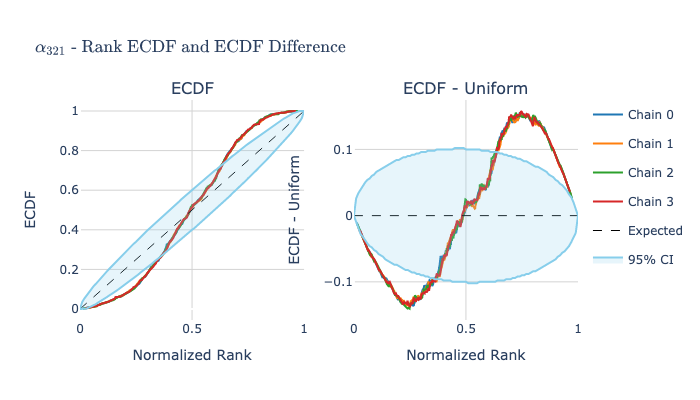 α₃₂₁ - Rank ECDF and ECDF Difference
ECDF
ECDF
1
0.8
0.6
0.4
0.2
0
0
0.5
1
Normalized Rank
ECDF - Uniform
ECDF - Uniform
0.1
0
−0.1
0
0.5
1
Normalized Rank
Chain 0
Chain 1
Chain 2
Chain 3
Expected
95% CI